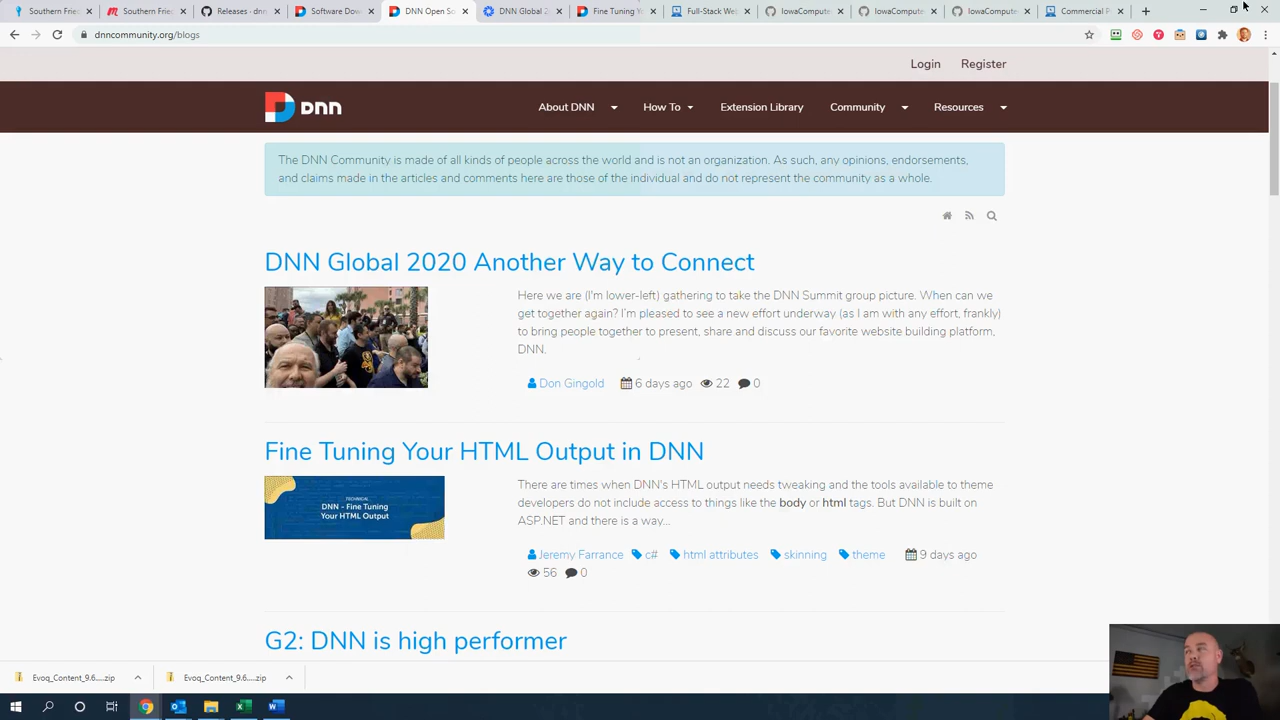 Southern Fried
Southern Fried
Releases · dnn
Software Down
DNN Open So
DNN Global 20
Fine Tuning Y
Full-Stack Web
IowaCompute
IowaCompute
IowaCompute
Commercial P
dnncommunity.org/blogs
Login Register
dnn
About DNN How To Extension Library Community Resources
The DNN Community is made of all kinds of people across the world and is not an organization. As such, any opinions, endorsements,
and claims made in the articles and comments here are those of the individual and do not represent the community as a whole.
DNN Global 2020 Another Way to Connect
Here we are (I'm lower-left) gathering to take the DNN Summit group picture. When can we
get together again? I'm pleased to see a new effort underway (as I am with any effort, frankly)
to bring people together to present, share and discuss our favorite website building platform,
DNN.
Don Gingold 6 days ago 22 0
Fine Tuning Your HTML Output in DNN
TECHNICAL
DNN - Fine Tuning
Your HTML Output
There are times when DNN's HTML output needs tweaking and the tools available to theme
developers do not include access to things like the body or html tags. But DNN is built on
ASP.NET and there is a way...
Jeremy Farrance c# html attributes skinning theme 9 days ago
56 0
G2: DNN is high performer
Evoq_Content_9.6....zip
Evoq_Content_9.6....zip